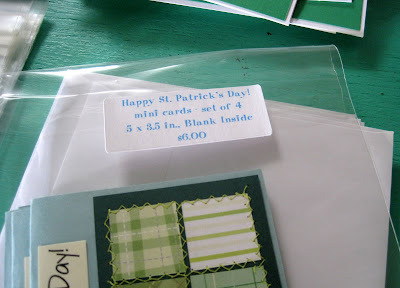 Happy St. Patrick's Day!
mini cards set of 4
5 x 3.5 in., Blank Inside
$6.00
Day!